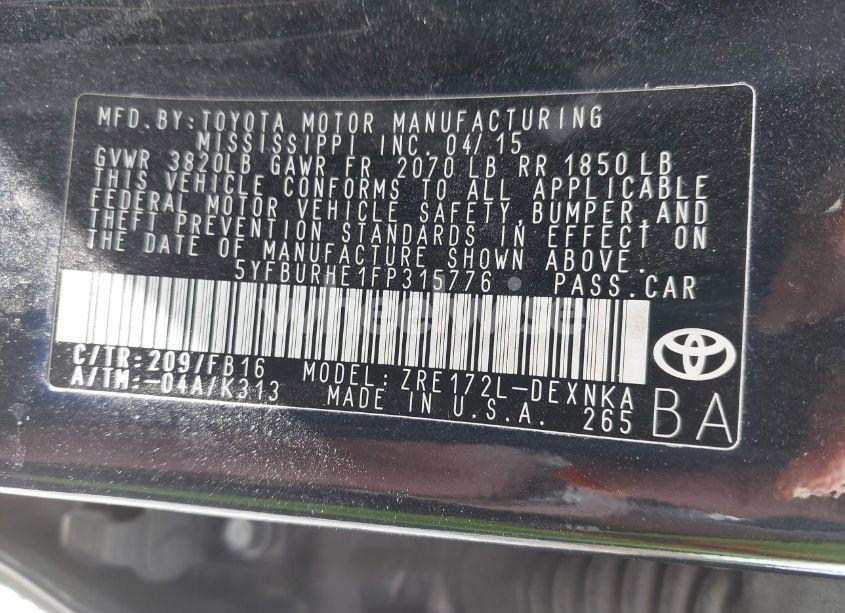 MFD. BY: TOYOTA MOTOR MANUFACTURING
MISSISSIPPI INC. 04/15
GVWR 3820LB GAWR FR 2070 LB RR 1850 LB
THIS VEHICLE CONFORMS TO ALL APPLICABLE
FEDERAL MOTOR VEHICLE SAFETY, BUMPER, AND
THEFT PREVENTION STANDARDS IN EFFECT ON
THE DATE OF MANUFACTURE SHOWN ABOVE.
5YFBURHE1FP315776 PASS. CAR
C/TR: 209/FB16 MODEL: ZRE172L-DEXNKA
A/TM: -04A/K313 MADE IN U.S.A. 265
BA